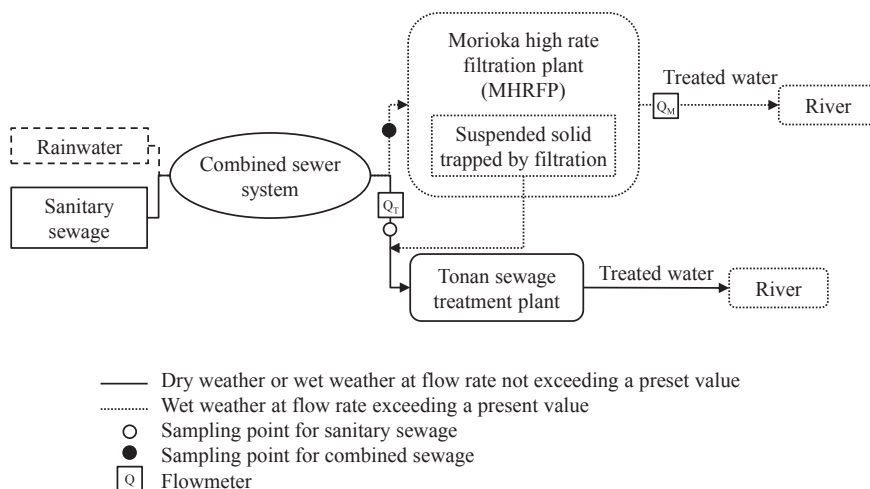 Morioka high rate
filtration plant
(MHRFP)
Treated water
Q_M
River
Suspended solid
trapped by filtration
Rainwater
Combined sewer
system
Sanitary
sewage
Q_T
Tonan sewage
treatment plant
Treated water
River
Dry weather or wet weather at flow rate not exceeding a preset value
Wet weather at flow rate exceeding a present value
Sampling point for sanitary sewage
Sampling point for combined sewage
Q Flowmeter